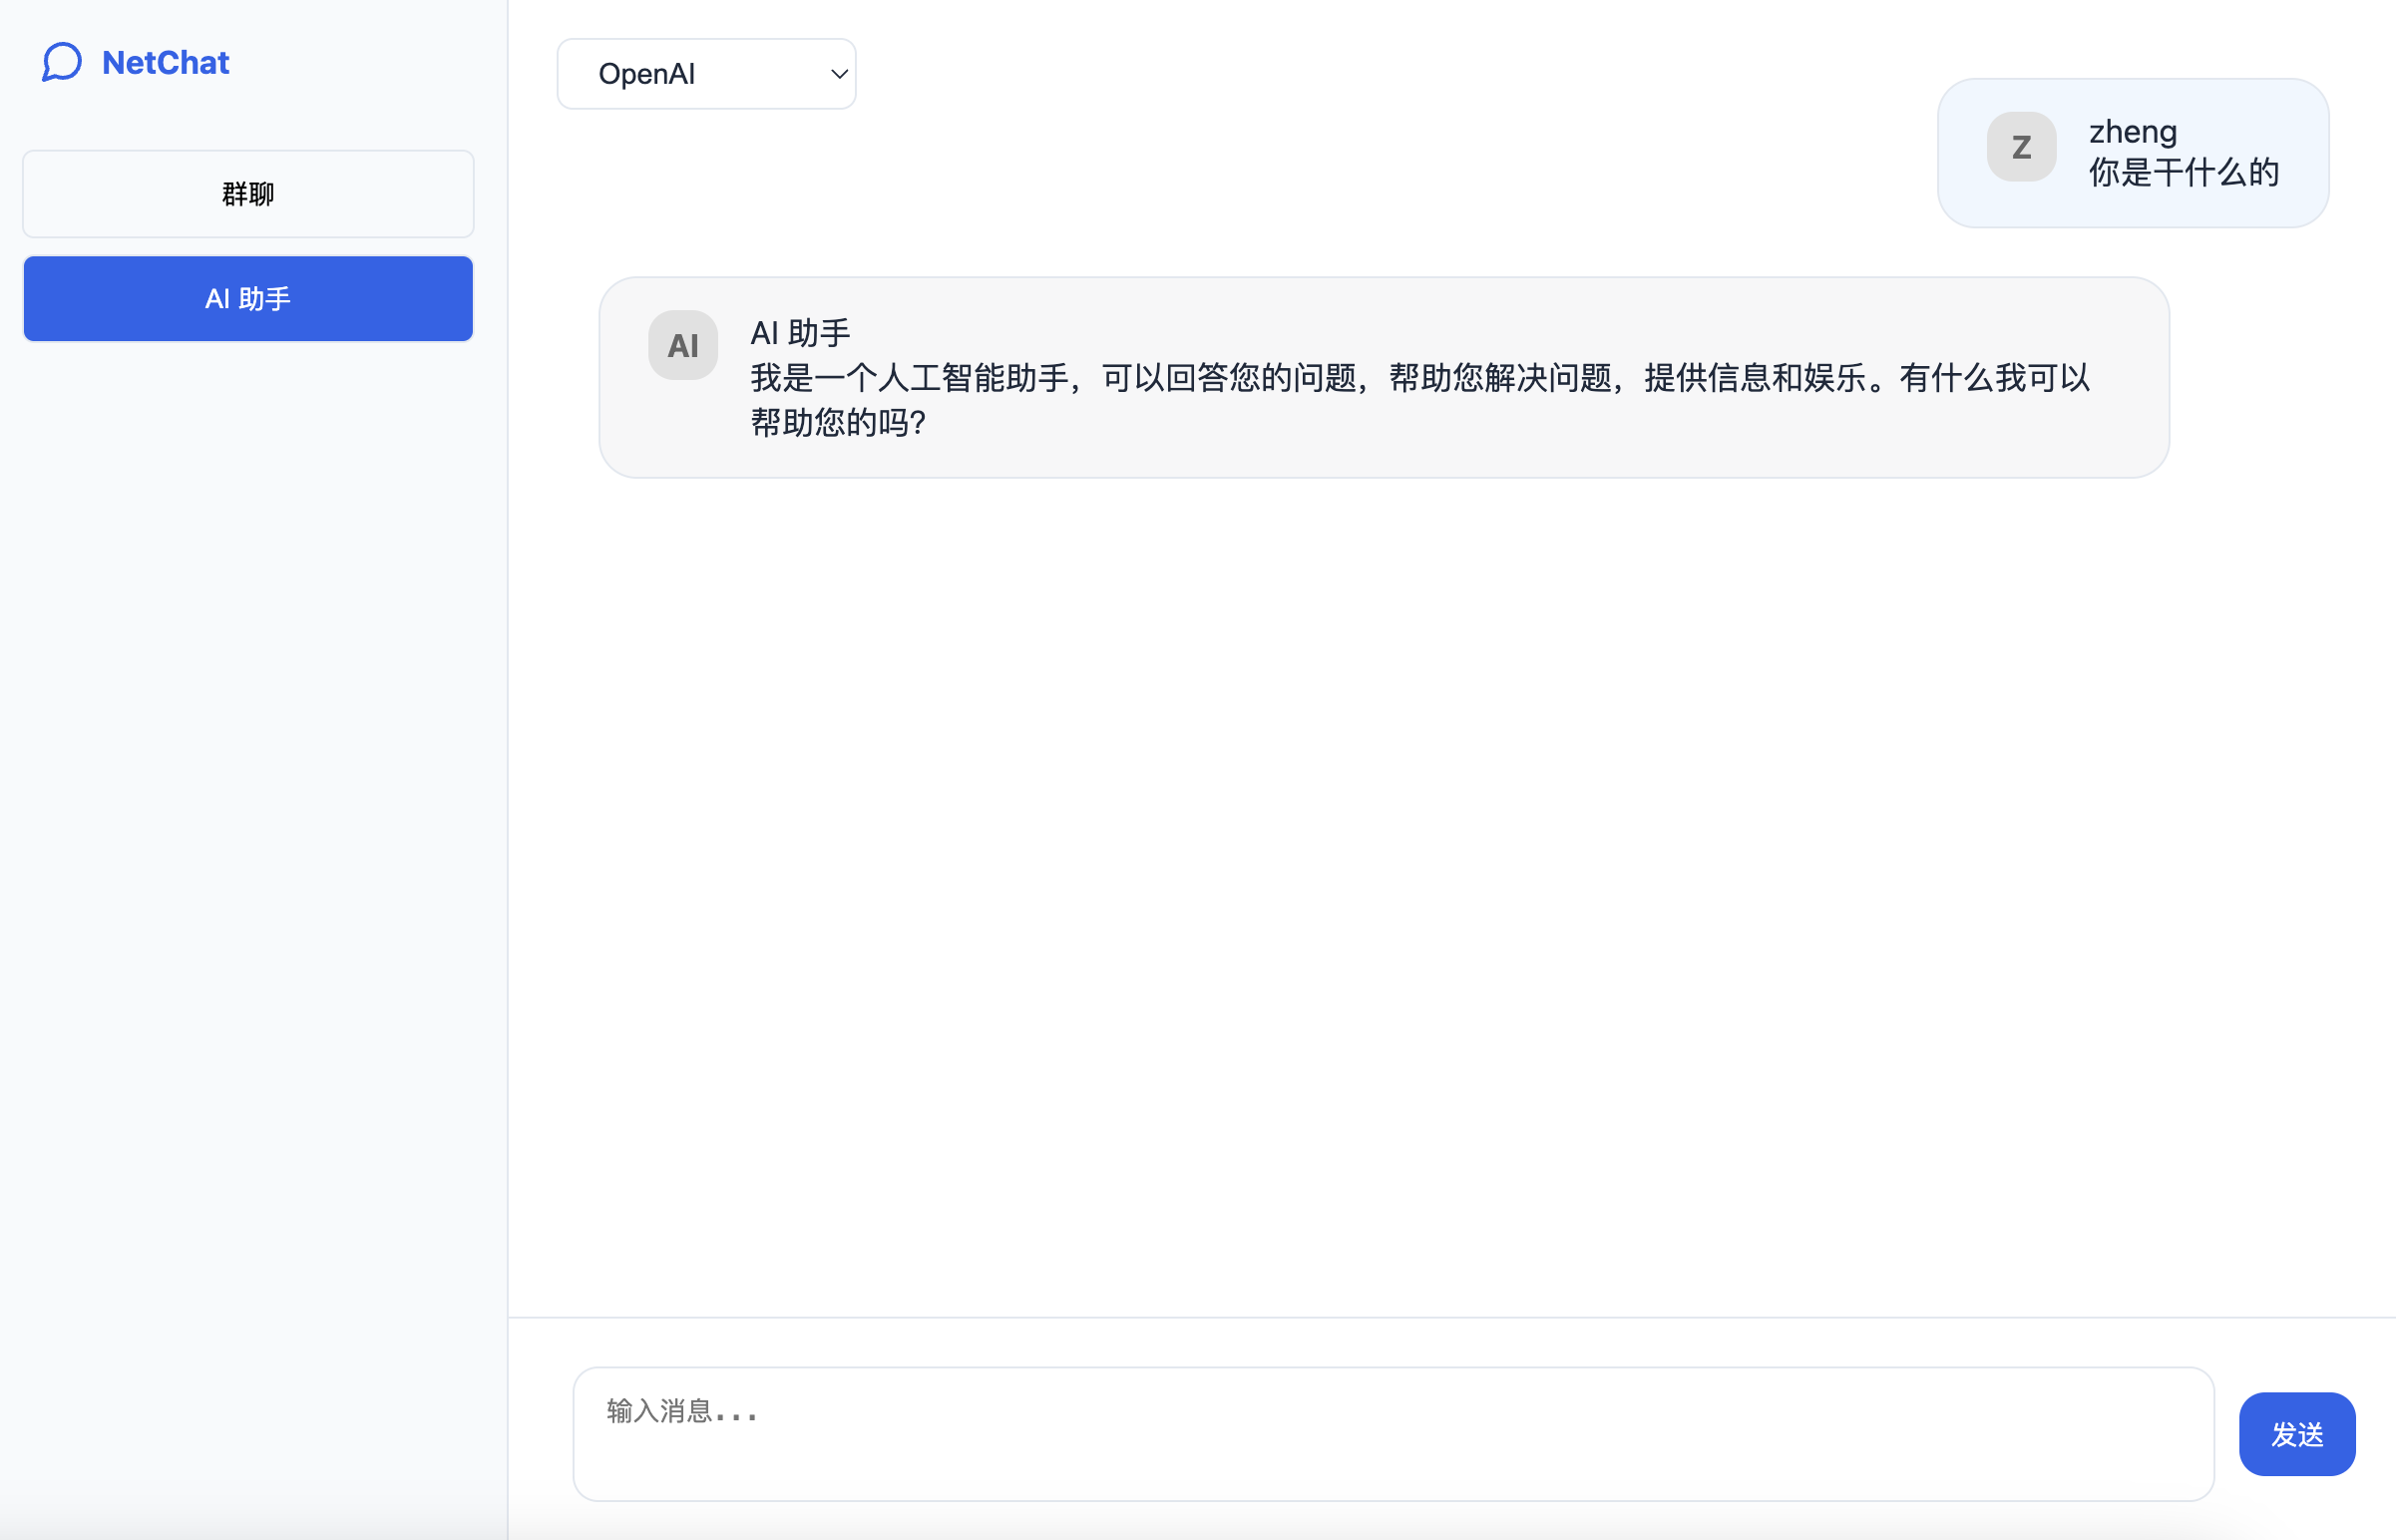 NetChat
群聊
AI 助手
OpenAI
Z
zheng
你是干什么的
AI
AI 助手
我是一个人工智能助手，可以回答您的问题，帮助您解决问题，提供信息和娱乐。有什么我可以
帮助您的吗？
输入消息...
发送